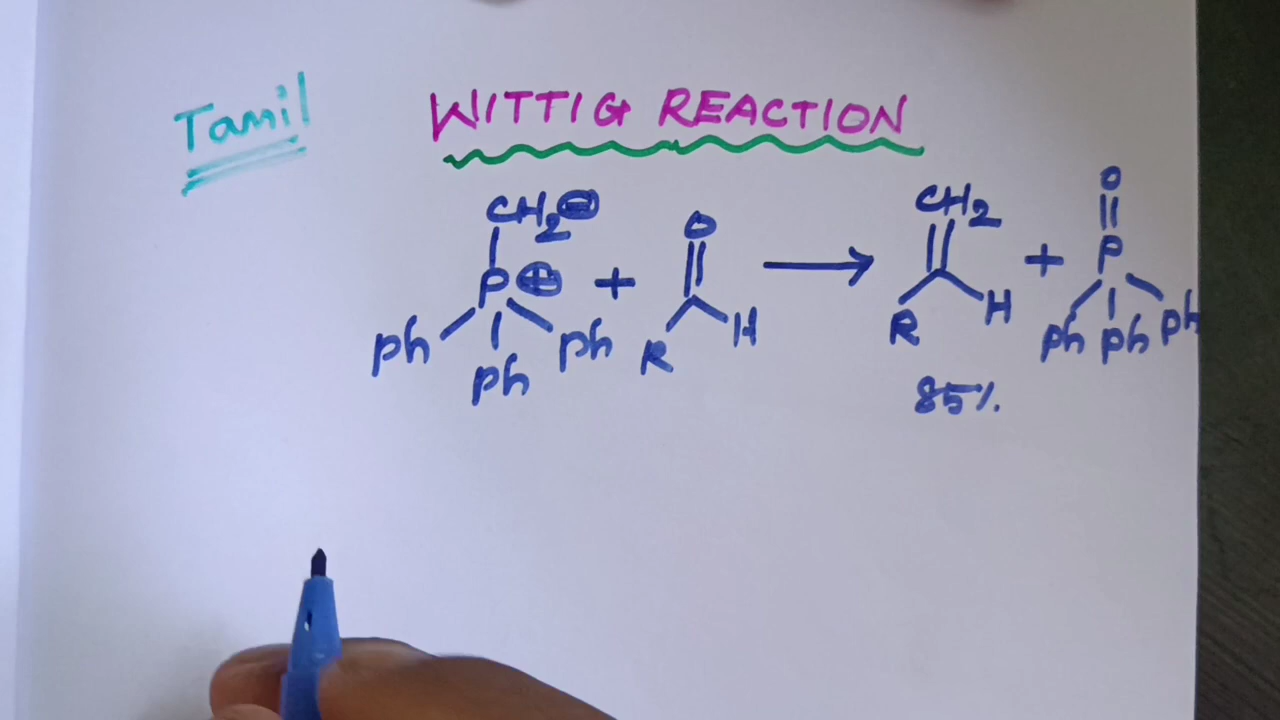 Tamil
WITTIG REACTION
CH2⊖
P⊕
ph ph ph
+
O
R H
→
CH2
R H
85%
+
O
P
ph ph ph